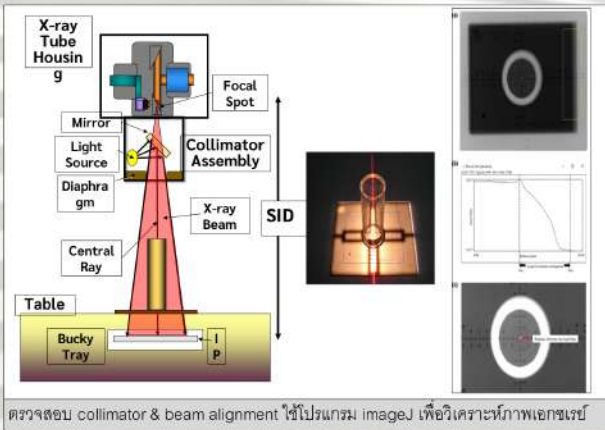 X-ray
Tube
Housin
g
Focal
Spot
Mirror
Light
Source
Collimator
Assembly
Diaphra
gm
X-ray
Beam
SID
Central
Ray
Table
Bucky
Tray
I
P
ตรวจสอบ collimator & beam alignment ใช้โปรแกรม imageJ เพื่อวิเคราะห์ภาพเอกซเรย์